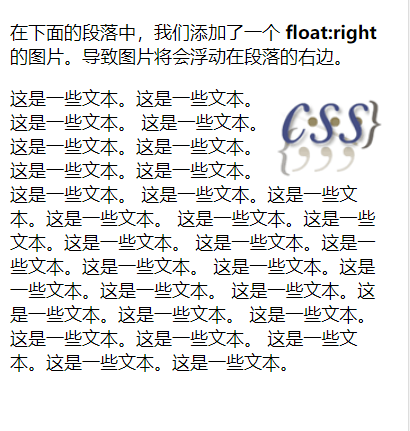 在下面的段落中，我们添加了一个 float:right
的图片。导致图片将会浮动在段落的右边。
这是一些文本。这是一些文本。
这是一些文本。 这是一些文本。
这是一些文本。这是一些文本。
这是一些文本。这是一些文本。
CSS
{;;;}
这是一些文本。 这是一些文本。这是一些文
本。这是一些文本。 这是一些文本。这是一些
文本。这是一些文本。 这是一些文本。这是一
些文本。这是一些文本。 这是一些文本。这是
一些文本。这是一些文本。 这是一些文本。这
是一些文本。这是一些文本。 这是一些文本。
这是一些文本。这是一些文本。 这是一些文
本。这是一些文本。这是一些文本。